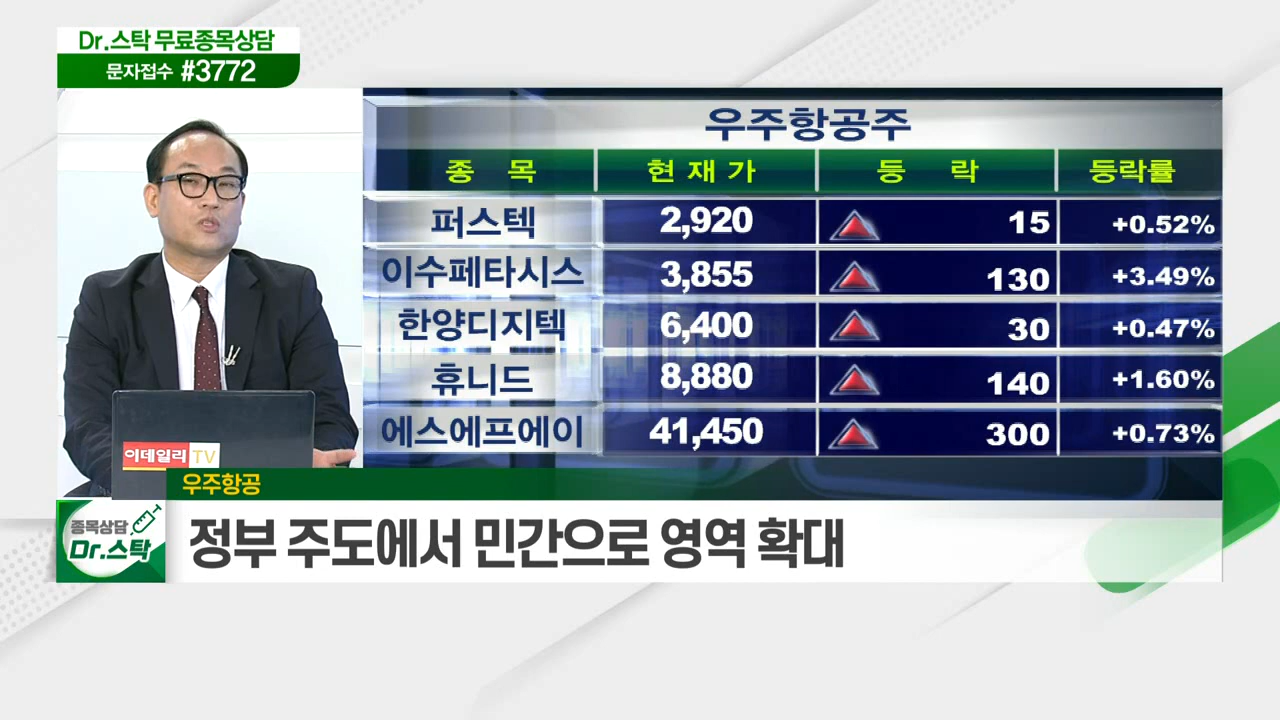 Dr.스탁 무료종목상담
문자접수 #3772
우주항공주
종 목 현 재 가 등 락 등락률
퍼스텍 2,920 ▲ 15 +0.52%
이수페타시스 3,855 ▲ 130 +3.49%
한양디지텍 6,400 ▲ 30 +0.47%
휴니드 8,880 ▲ 140 +1.60%
에스에프에이 41,450 ▲ 300 +0.73%
이데일리 TV
우주항공
종목상담
Dr.스탁
정부 주도에서 민간으로 영역 확대